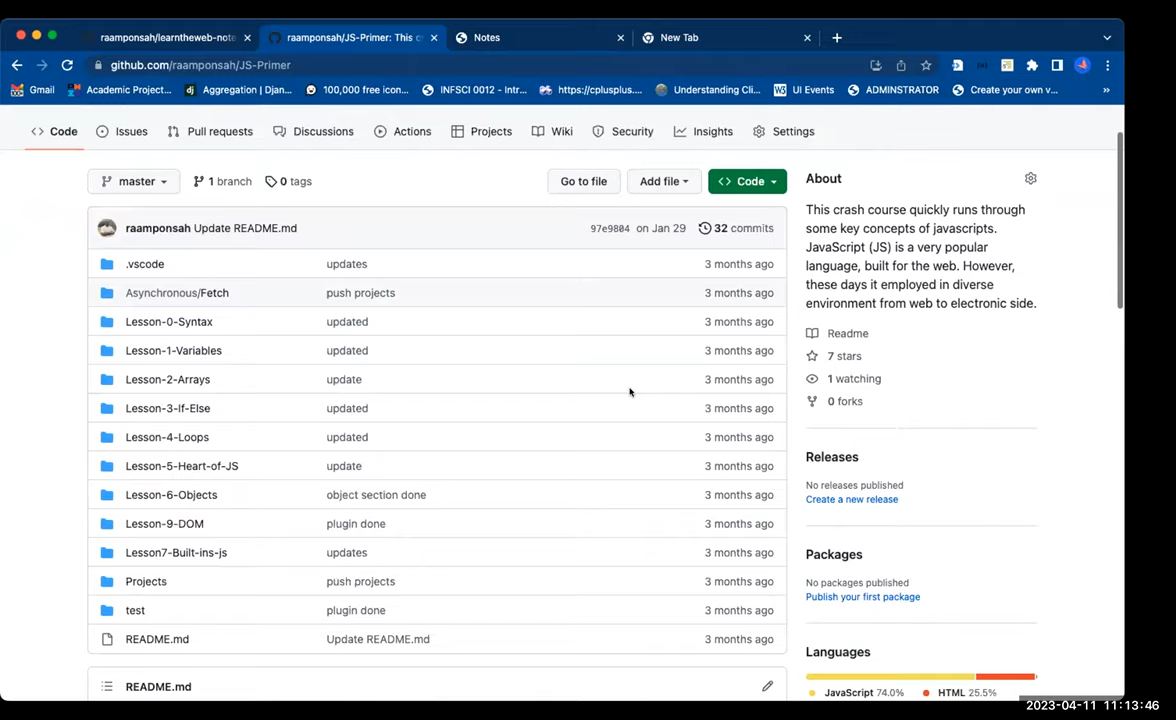 raamponsah/learntheweb-note
raamponsah/JS-Primer: This c
Notes
New Tab
github.com/raamponsah/JS-Primer
Gmail
Academic Project...
Aggregation | Djan...
100,000 free icon...
INFSCI 0012 - Intr...
https://cplusplus....
Understanding Cli...
UI Events
ADMINSTRATOR
Create your own v...
»
<> Code
Issues
Pull requests
Discussions
Actions
Projects
Wiki
Security
Insights
Settings
master
1 branch
0 tags
Go to file
Add file
<> Code
raamponsah Update README.md
97e9804 on Jan 29
32 commits
.vscode updates 3 months ago
Asynchronous/Fetch push projects 3 months ago
Lesson-0-Syntax updated 3 months ago
Lesson-1-Variables updated 3 months ago
Lesson-2-Arrays update 3 months ago
Lesson-3-If-Else updated 3 months ago
Lesson-4-Loops updated 3 months ago
Lesson-5-Heart-of-JS update 3 months ago
Lesson-6-Objects object section done 3 months ago
Lesson-9-DOM plugin done 3 months ago
Lesson7-Built-ins-js updates 3 months ago
Projects push projects 3 months ago
test plugin done 3 months ago
README.md Update README.md 3 months ago
README.md
About
This crash course quickly runs through
some key concepts of javascripts.
JavaScript (JS) is a very popular
language, built for the web. However,
these days it employed in diverse
environment from web to electronic side.
Readme
7 stars
1 watching
0 forks
Releases
No releases published
Create a new release
Packages
No packages published
Publish your first package
Languages
JavaScript 74.0%
HTML 25.5%
2023-04-11 11:13:46